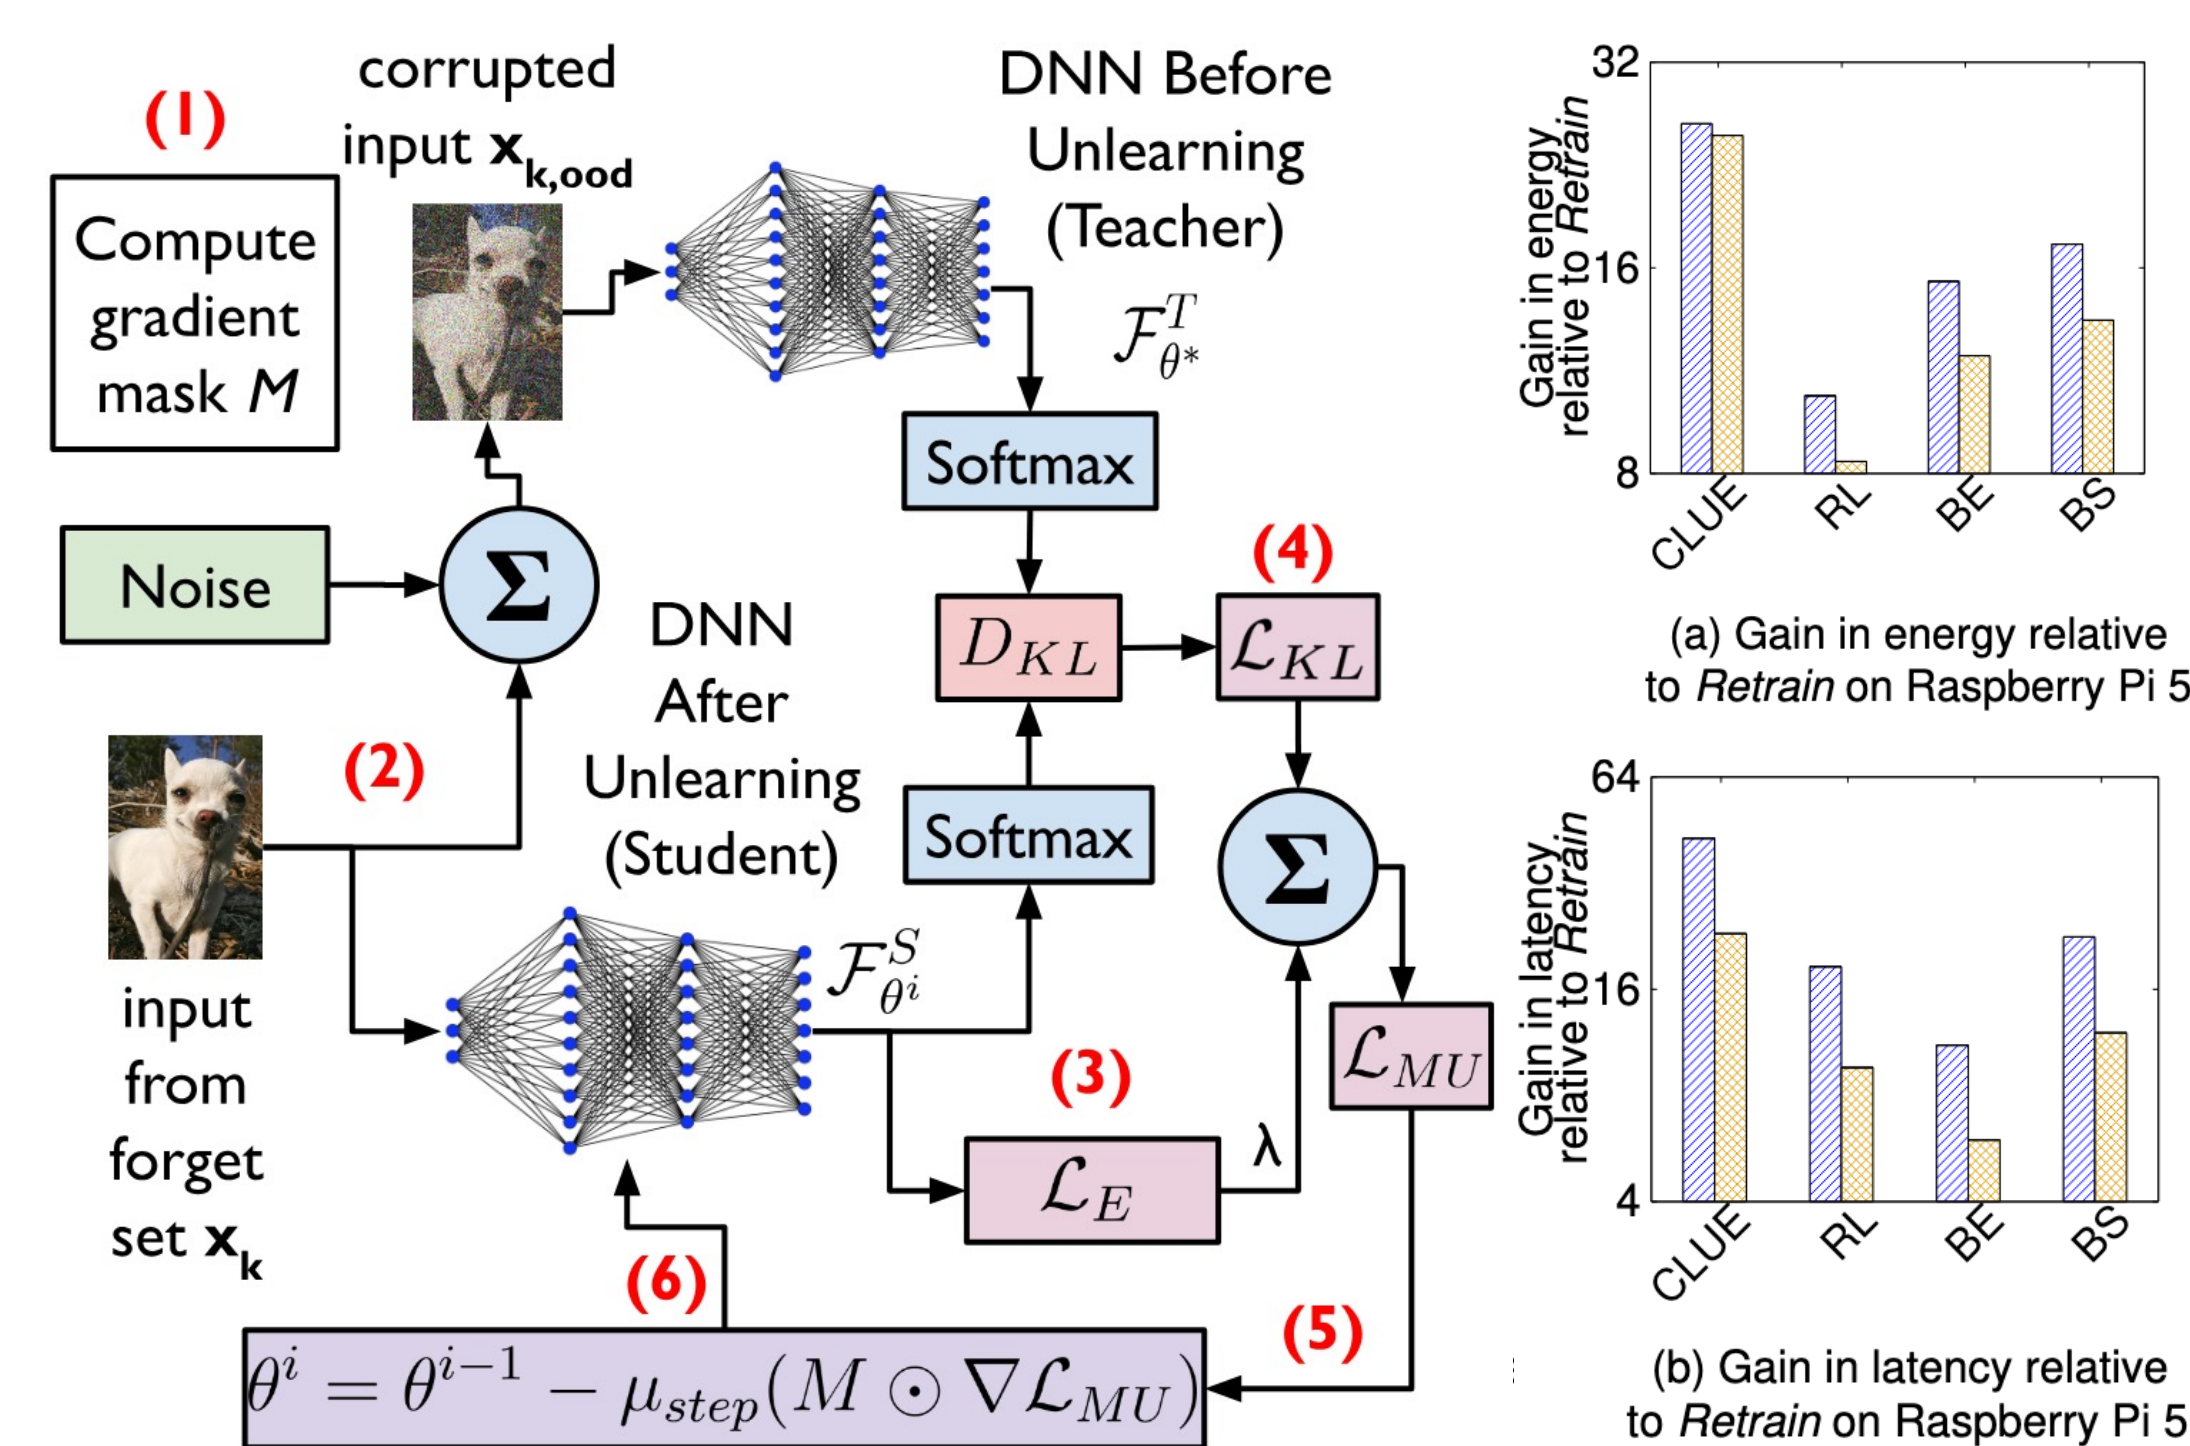 (1)
Compute
gradient
mask M
corrupted
input x_k,ood
DNN Before
Unlearning
(Teacher)
F^T_θ*
Softmax
Noise
Σ
(2)
input
from
forget
set x_k
DNN
After
Unlearning
(Student)
F^S_θ^i
Softmax
D_KL
(4)
L_KL
Σ
(3)
L_E
λ
L_MU
(5)
(6)
θ^i = θ^{i-1} − μ_step(M ⊙ ∇L_MU)
Gain in energy
relative to Retrain
32
16
8
CLUE
RL
BE
BS
(a) Gain in energy relative
to Retrain on Raspberry Pi 5
Gain in latency
relative to Retrain
64
16
4
CLUE
RL
BE
BS
(b) Gain in latency relative
to Retrain on Raspberry Pi 5